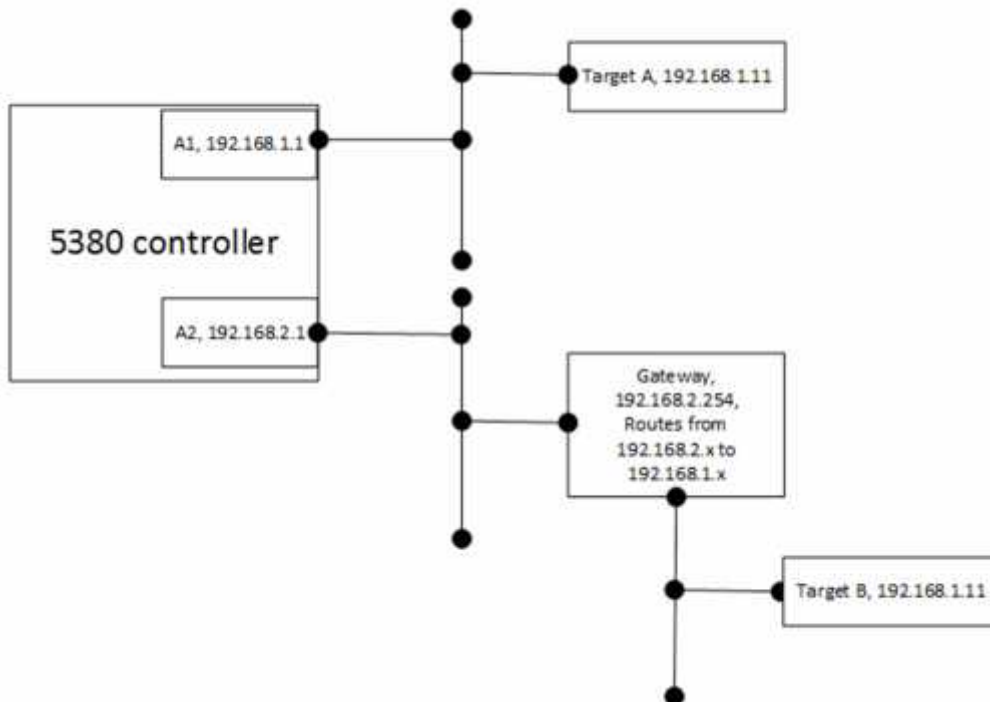 Target A, 192.168.1.11
A1, 192.168.1.1
5380 controller
A2, 192.168.2.1
Gateway,
192.168.2.254,
Routes from
192.168.2.x to
192.168.1.x
Target B, 192.168.1.11